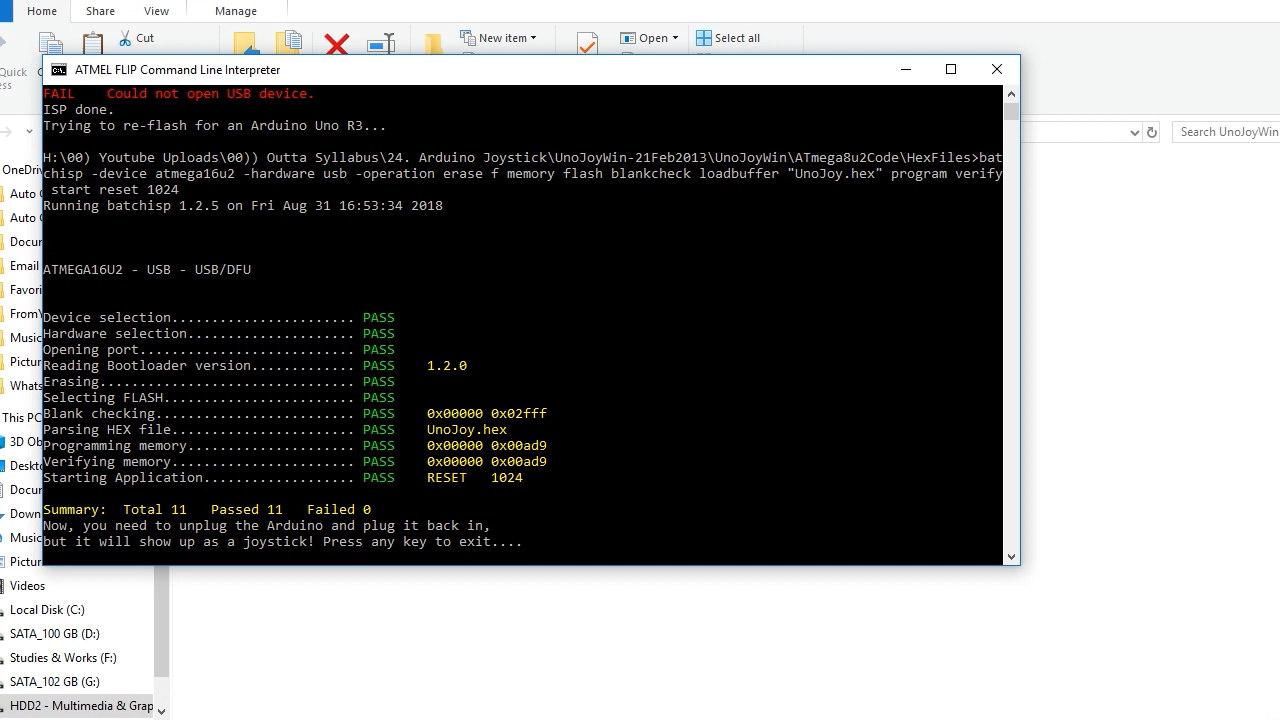 Home Share View Manage
Cut
New item
Open
Select all
Quick
ATMEL FLIP Command Line Interpreter
FAIL    Could not open USB device.
ISP done.
Trying to re-flash for an Arduino Uno R3...
H:\00) Youtube Uploads\00)) Outta Syllabus\24. Arduino Joystick\UnoJoyWin-21Feb2013\UnoJoyWin\ATmega8u2Code\HexFiles>bat
chisp -device atmega16u2 -hardware usb -operation erase f memory flash blankcheck loadbuffer "UnoJoy.hex" program verify
 start reset 1024
Running batchisp 1.2.5 on Fri Aug 31 16:53:34 2018
ATMEGA16U2 - USB - USB/DFU
Device selection....................... PASS
Hardware selection..................... PASS
Opening port........................... PASS
Reading Bootloader version............. PASS    1.2.0
Erasing................................ PASS
Selecting FLASH........................ PASS
Blank checking......................... PASS    0x00000 0x02fff
Parsing HEX file....................... PASS    UnoJoy.hex
Programming memory..................... PASS    0x00000 0x00ad9
Verifying memory....................... PASS    0x00000 0x00ad9
Starting Application................... PASS    RESET   1024
Summary:  Total 11   Passed 11   Failed 0
Now, you need to unplug the Arduino and plug it back in,
but it will show up as a joystick! Press any key to exit....
Search UnoJoyWin
OneDriv
Auto
Auto
Docum
Email
Favori
From
Music
Pictur
Whats
This PC
3D Ob
Deskto
Docum
Down
Music
Pictur
Videos
Local Disk (C:)
SATA_100 GB (D:)
Studies & Works (F:)
SATA_102 GB (G:)
HDD2 - Multimedia & Grap